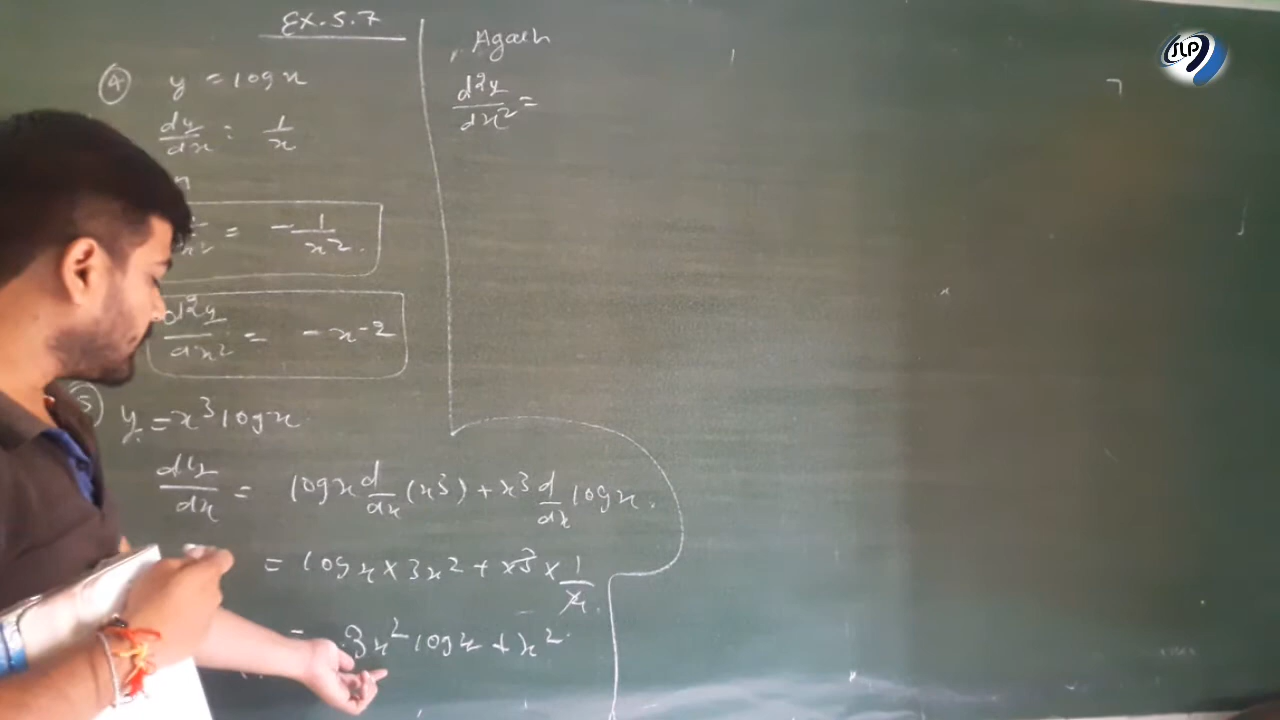 Ex. 5.7
④ y = log x
dy/dx = 1/x
= - 1/x².
d²y/dx² = - x⁻²
⑤ y = x³ log x.
dy/dx = log x d/dx (x³) + x³ d/dx log x.
= log x × 3x² + x³ × 1/x.
= 3x² log x + x².
Again
d²y/dx² =
SLP